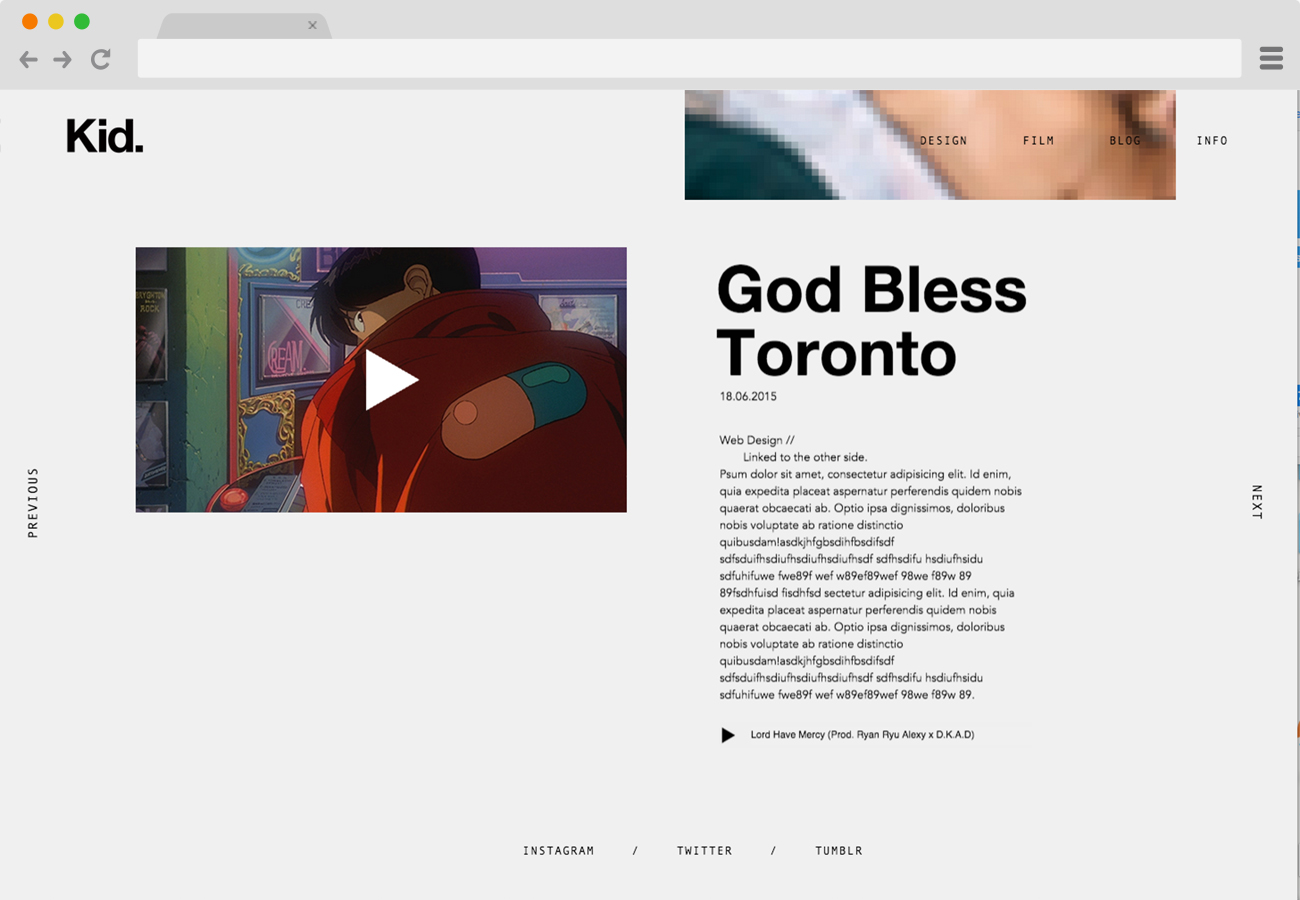 Kid.
DESIGN FILM BLOG INFO
BRYGHTON
ROCK
CREAM
God Bless
Toronto
18.06.2015
Web Design //
Linked to the other side.
Psum dolor sit amet, consectetur adipisicing elit. Id enim,
quia expedita placeat aspernatur perferendis quidem nobis
quaerat obcaecati ab. Optio ipsa dignissimos, doloribus
nobis voluptate ab ratione distinctio
quibusdam!asdkjhfgbsdihfbsdifsdf
sdfsduifhsdiufhsdiufhsdiufhsdf sdfhsdifu hsdiufhsidu
sdfuhifuwe fwe89f wef w89ef89wef 98we f89w 89
89fsdhfuisd fisdhfsd sectetur adipisicing elit. Id enim, quia
expedita placeat aspernatur perferendis quidem nobis
quaerat obcaecati ab. Optio ipsa dignissimos, doloribus
nobis voluptate ab ratione distinctio
quibusdam!asdkjhfgbsdihfbsdifsdf
sdfsduifhsdiufhsdiufhsdiufhsdf sdfhsdifu hsdiufhsidu
sdfuhifuwe fwe89f wef w89ef89wef 98we f89w 89.
Lord Have Mercy (Prod. Ryan Ryu Alexy x D.K.A.D)
PREVIOUS
NEXT
INSTAGRAM / TWITTER / TUMBLR